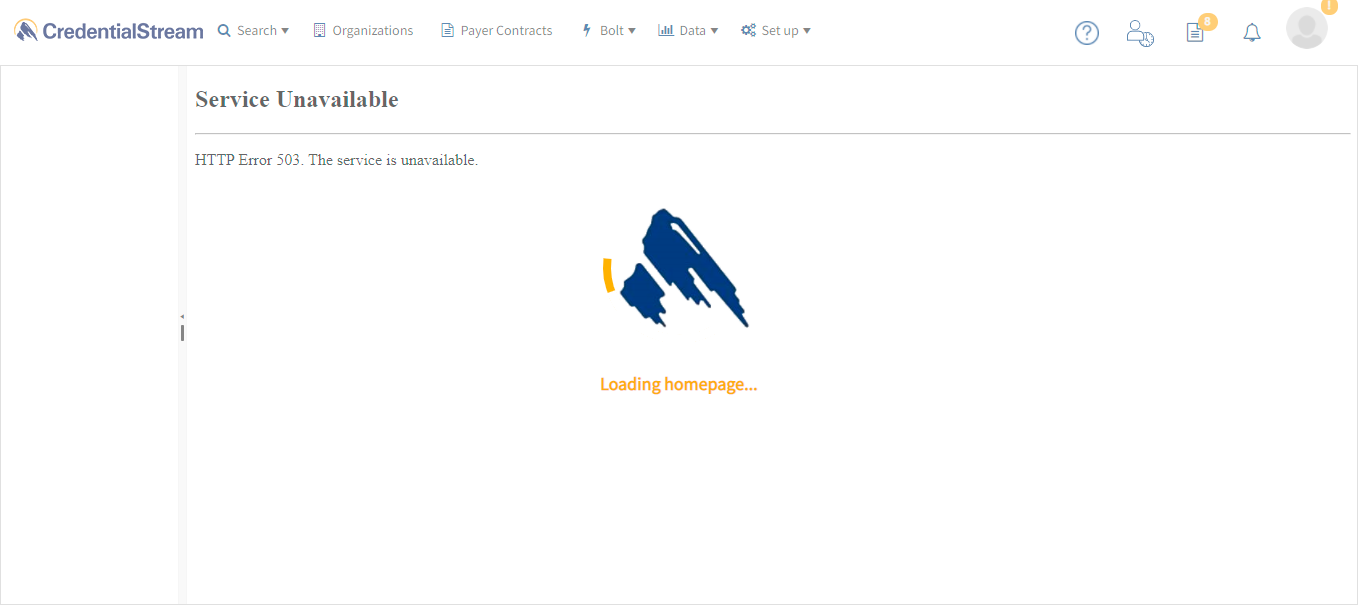 CredentialStream Search Organizations Payer Contracts Bolt Data Set up ? 8 !
Service Unavailable
HTTP Error 503. The service is unavailable.
Loading homepage...